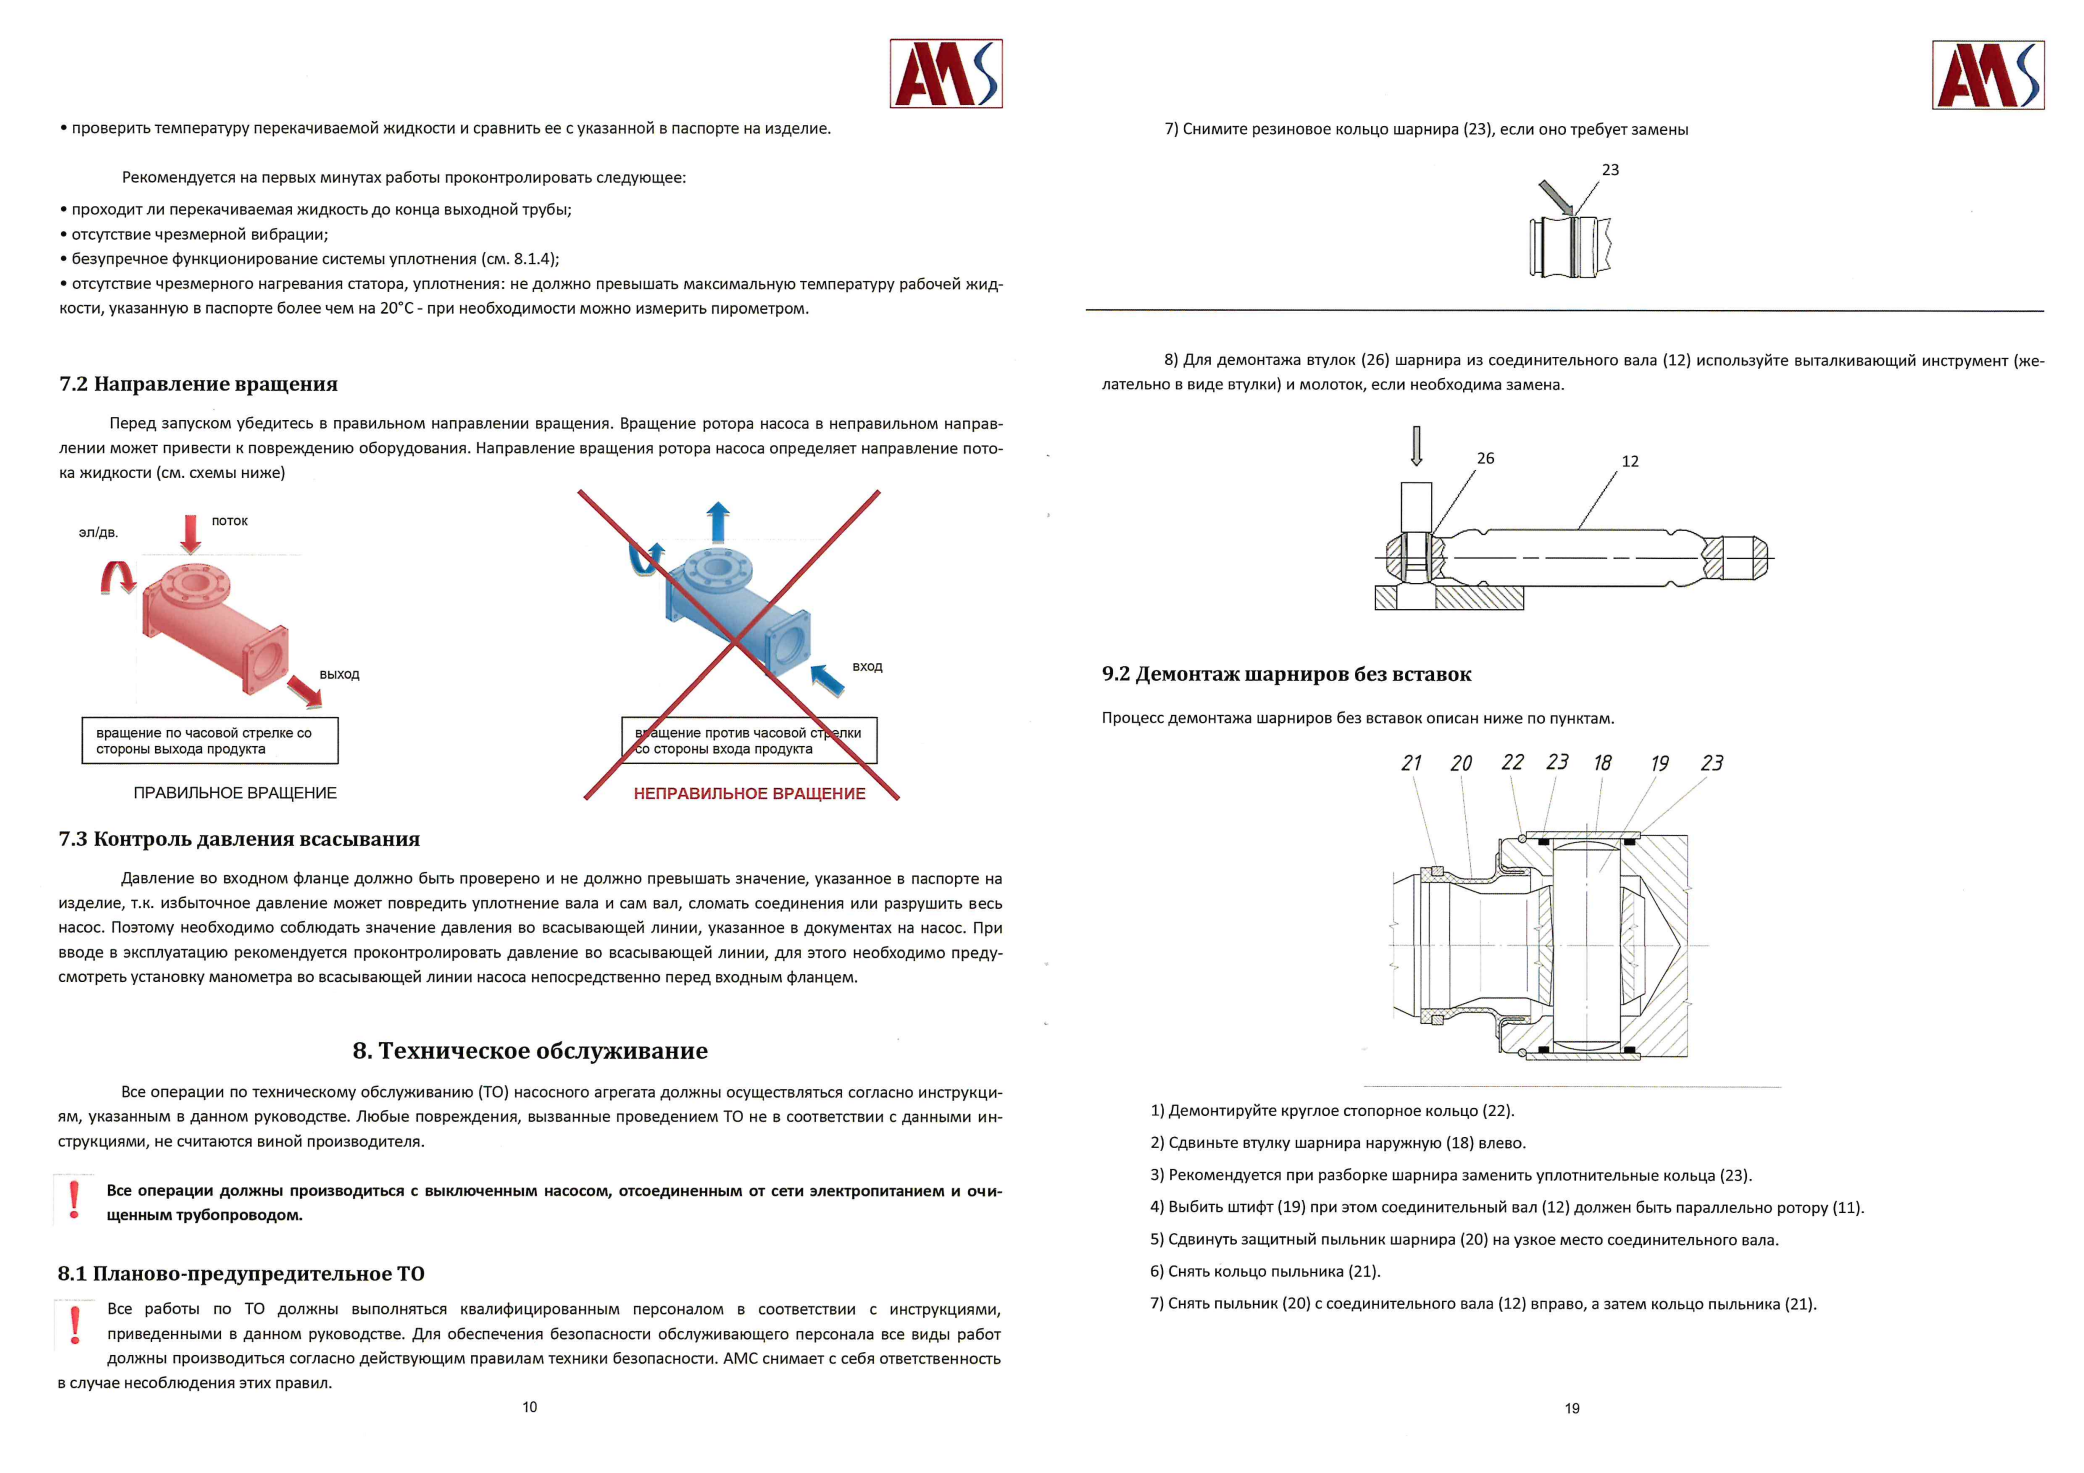 AMS
• проверить температуру перекачиваемой жидкости и сравнить ее с указанной в паспорте на изделие.
Рекомендуется на первых минутах работы проконтролировать следующее:
• проходит ли перекачиваемая жидкость до конца выходной трубы;
• отсутствие чрезмерной вибрации;
• безупречное функционирование системы уплотнения (см. 8.1.4);
• отсутствие чрезмерного нагревания статора, уплотнения: не должно превышать максимальную температуру рабочей жид-
кости, указанную в паспорте более чем на 20°С - при необходимости можно измерить пирометром.
7.2 Направление вращения
Перед запуском убедитесь в правильном направлении вращения. Вращение ротора насоса в неправильном направ-
лении может привести к повреждению оборудования. Направление вращения ротора насоса определяет направление пото-
ка жидкости (см. схемы ниже)
эл/дв.
поток
выход
вращение по часовой стрелке со
стороны выхода продукта
ПРАВИЛЬНОЕ ВРАЩЕНИЕ
вход
вращение против часовой стрелки
со стороны входа продукта
НЕПРАВИЛЬНОЕ ВРАЩЕНИЕ
7.3 Контроль давления всасывания
Давление во входном фланце должно быть проверено и не должно превышать значение, указанное в паспорте на
изделие, т.к. избыточное давление может повредить уплотнение вала и сам вал, сломать соединения или разрушить весь
насос. Поэтому необходимо соблюдать значение давления во всасывающей линии, указанное в документах на насос. При
вводе в эксплуатацию рекомендуется проконтролировать давление во всасывающей линии, для этого необходимо преду-
смотреть установку манометра во всасывающей линии насоса непосредственно перед входным фланцем.
8. Техническое обслуживание
Все операции по техническому обслуживанию (ТО) насосного агрегата должны осуществляться согласно инструкци-
ям, указанным в данном руководстве. Любые повреждения, вызванные проведением ТО не в соответствии с данными ин-
струкциями, не считаются виной производителя.
! Все операции должны производиться с выключенным насосом, отсоединенным от сети электропитанием и очи-
щенным трубопроводом.
8.1 Планово-предупредительное ТО
! Все работы по ТО должны выполняться квалифицированным персоналом в соответствии с инструкциями,
приведенными в данном руководстве. Для обеспечения безопасности обслуживающего персонала все виды работ
должны производиться согласно действующим правилам техники безопасности. АМС снимает с себя ответственность
в случае несоблюдения этих правил.
10
AMS
7) Снимите резиновое кольцо шарнира (23), если оно требует замены
23
8) Для демонтажа втулок (26) шарнира из соединительного вала (12) используйте выталкивающий инструмент (же-
лательно в виде втулки) и молоток, если необходима замена.
26 12
9.2 Демонтаж шарниров без вставок
Процесс демонтажа шарниров без вставок описан ниже по пунктам.
21 20 22 23 18 19 23
1) Демонтируйте круглое стопорное кольцо (22).
2) Сдвиньте втулку шарнира наружную (18) влево.
3) Рекомендуется при разборке шарнира заменить уплотнительные кольца (23).
4) Выбить штифт (19) при этом соединительный вал (12) должен быть параллельно ротору (11).
5) Сдвинуть защитный пыльник шарнира (20) на узкое место соединительного вала.
6) Снять кольцо пыльника (21).
7) Снять пыльник (20) с соединительного вала (12) вправо, а затем кольцо пыльника (21).
19